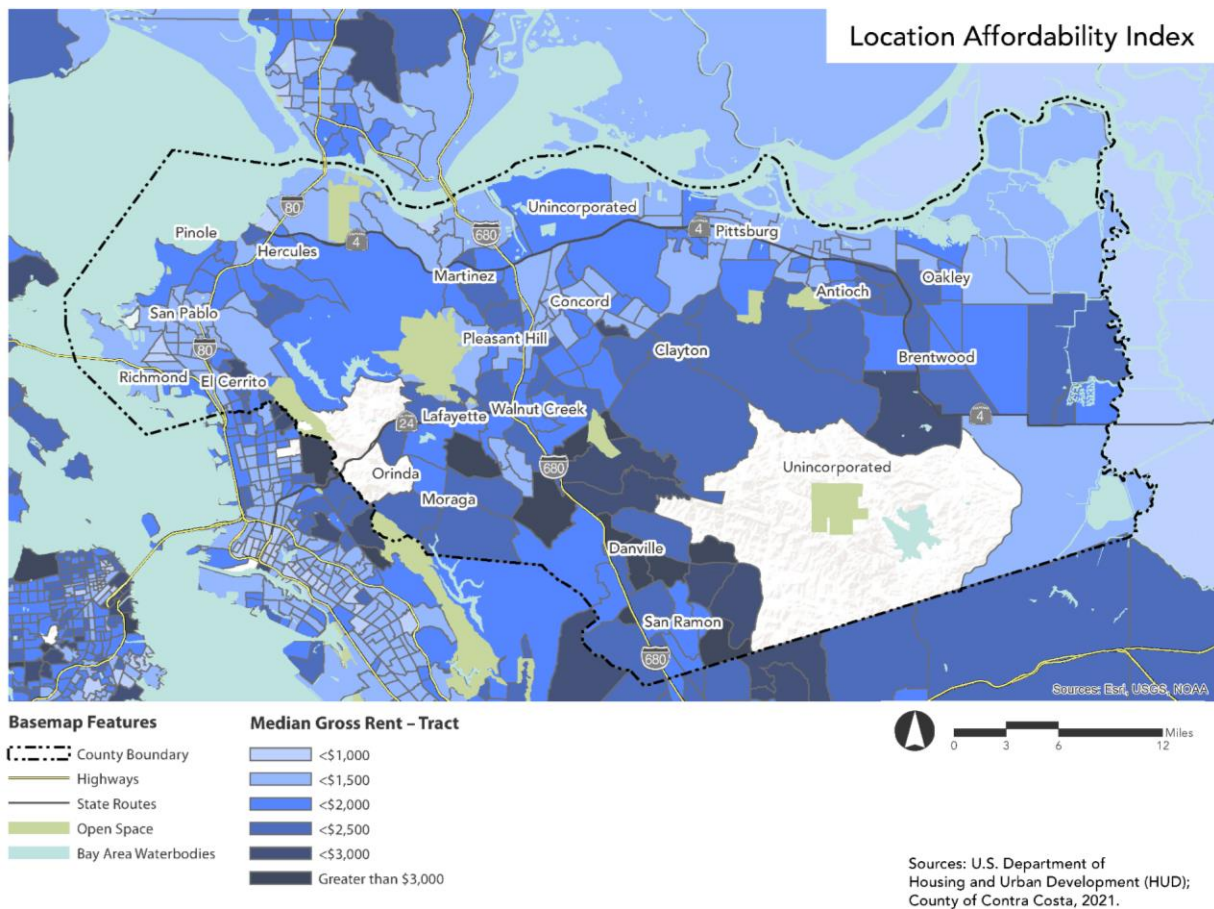 Location Affordability Index
80
Unincorporated
Pinole
680
4
Pittsburg
Hercules
4
Martinez
Oakley
Concord
Antioch
San Pablo
Pleasant Hill
80
Clayton
Brentwood
Richmond
El Cerrito
Lafayette
Walnut Creek
24
4
Orinda
680
Unincorporated
Moraga
Danville
San Ramon
680
Sources: Esri, USGS, NOAA
Basemap Features
County Boundary
Highways
State Routes
Open Space
Bay Area Waterbodies
Median Gross Rent – Tract
<$1,000
<$1,500
<$2,000
<$2,500
<$3,000
Greater than $3,000
0 3 6 12 Miles
Sources: U.S. Department of
Housing and Urban Development (HUD);
County of Contra Costa, 2021.